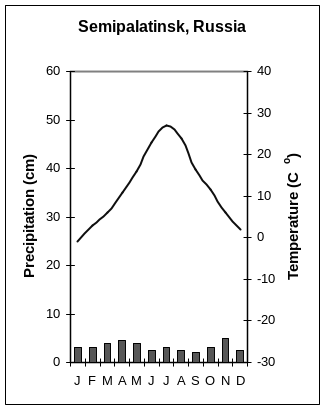 Semipalatinsk, Russia
60 40
50 30
40 20
30 10
20 0
10 -10
0 -20
-30
Precipitation (cm)
Temperature (C º)
J F M A M J J A S O N D